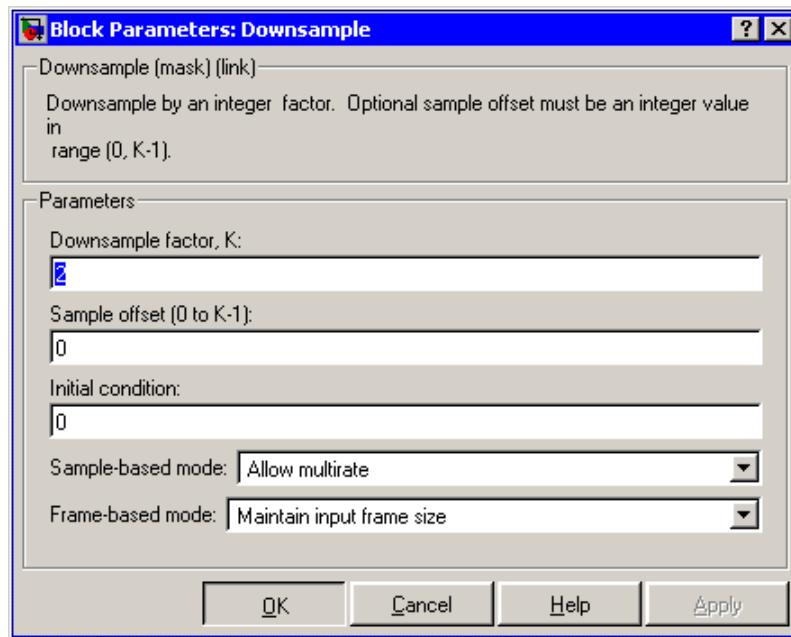 Block Parameters: Downsample
Downsample (mask) (link)
Downsample by an integer factor. Optional sample offset must be an integer value
in
range (0, K-1).
Parameters
Downsample factor, K:
2
Sample offset (0 to K-1):
0
Initial condition:
0
Sample-based mode: Allow multirate
Frame-based mode: Maintain input frame size
OK Cancel Help Apply